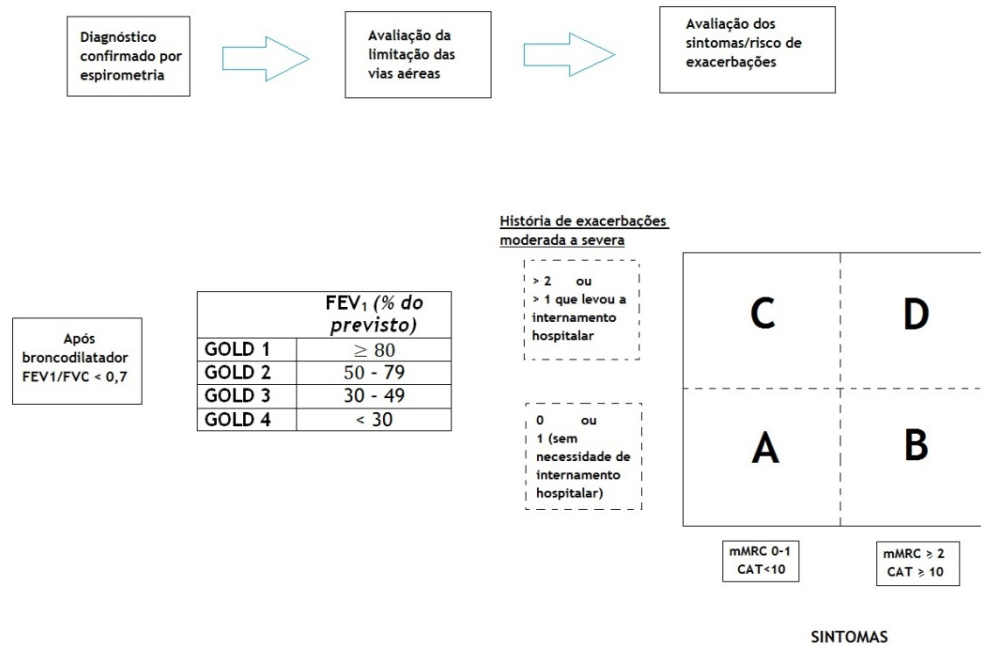 Diagnóstico
confirmado por
espirometria
Avaliação da
limitação das
vias aéreas
Avaliação dos
sintomas/risco de
exacerbações
Após
broncodilatador
FEV1/FVC < 0,7
FEV₁ (% do
previsto)
GOLD 1 ≥ 80
GOLD 2 50 - 79
GOLD 3 30 - 49
GOLD 4 < 30
História de exacerbações
moderada a severa
> 2 ou
> 1 que levou a
internamento
hospitalar
0 ou
1 (sem
necessidade de
internamento
hospitalar)
C D
A B
mMRC 0-1
CAT<10
mMRC ≥ 2
CAT ≥ 10
SINTOMAS